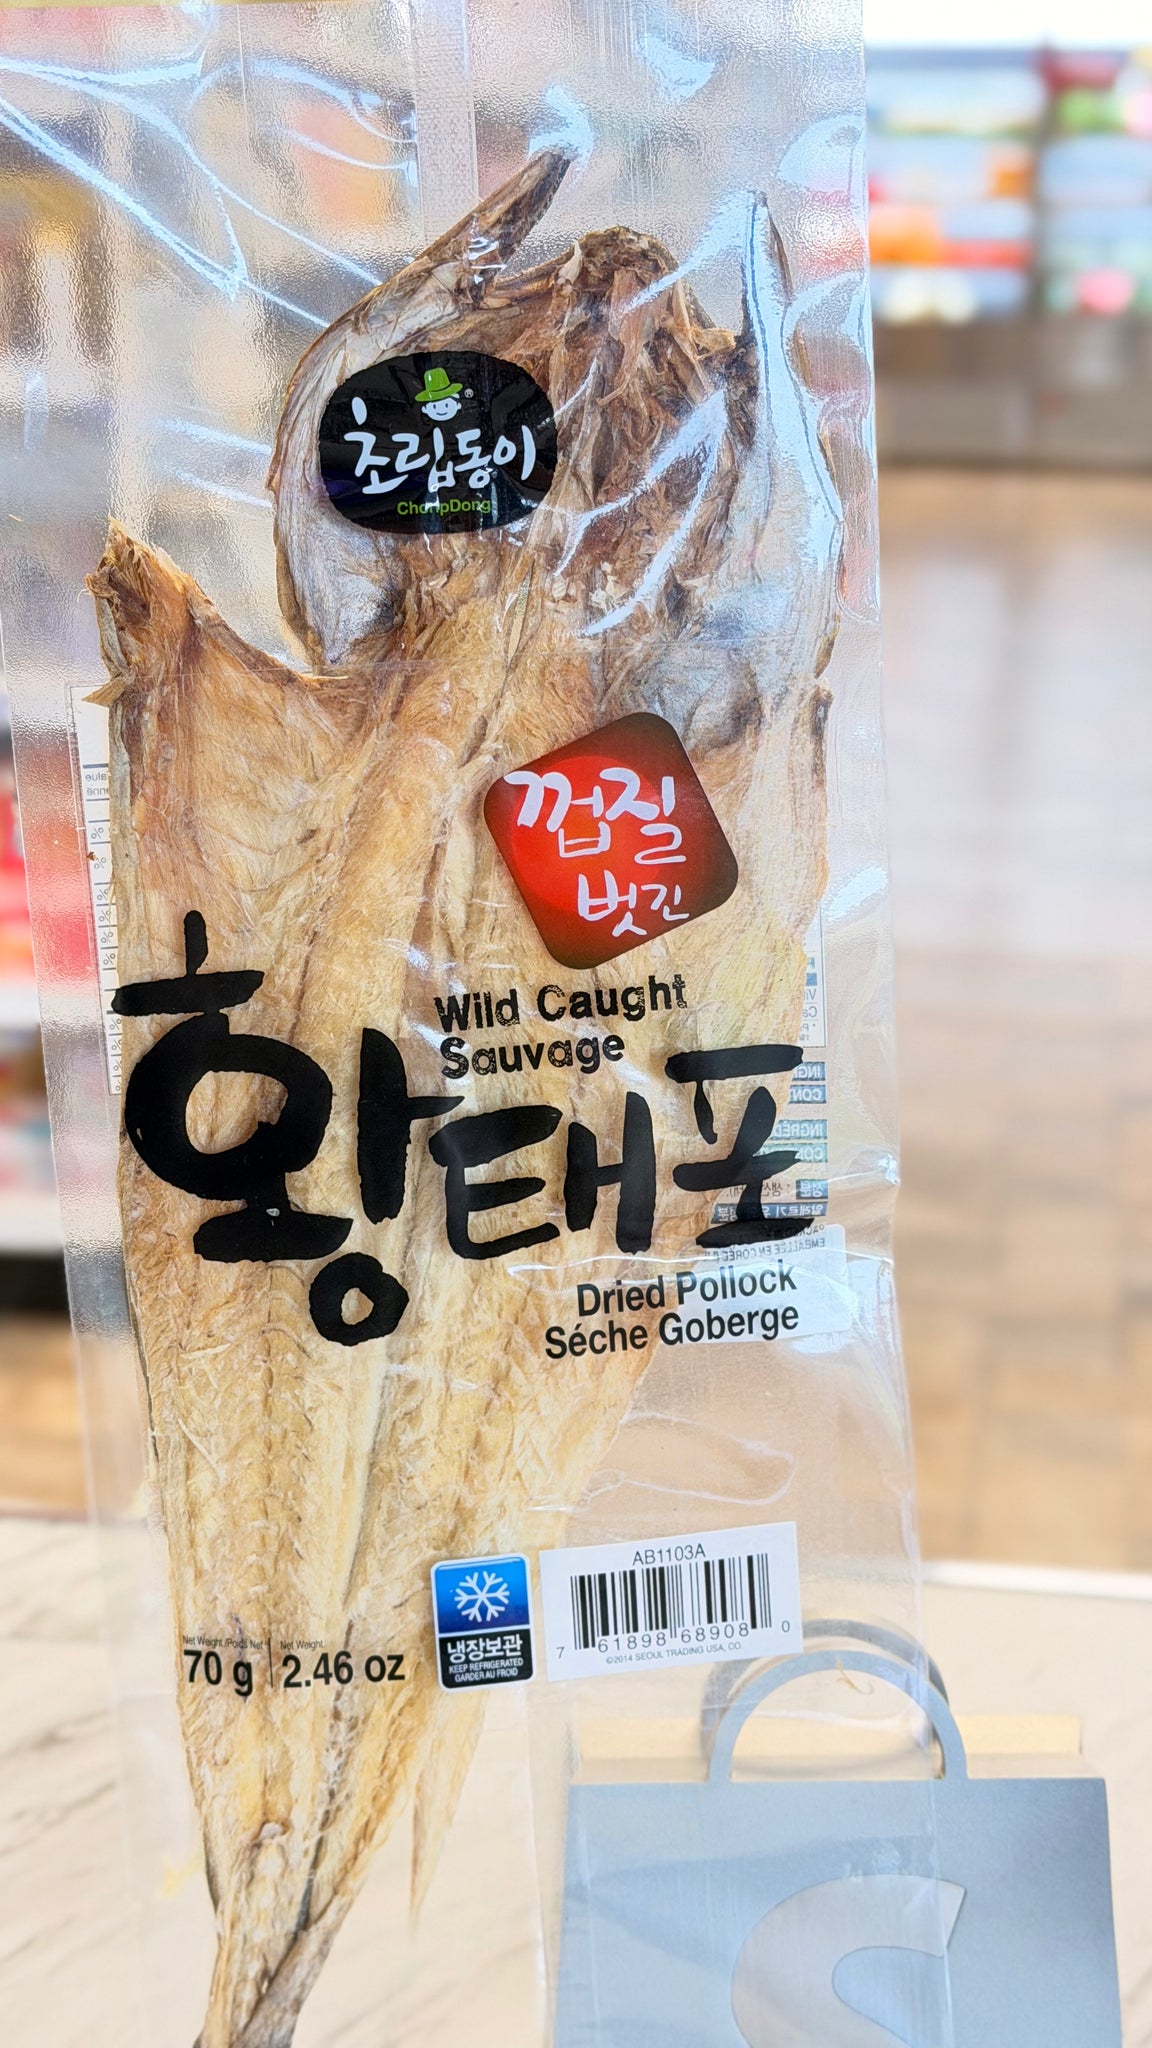 ®
초립동이
ChoripDong
껍질
벗긴
Wild Caught
Sauvage
황태포
Dried Pollock
Séche Goberge
Net Weight/Poids Net
70 g
Net Weight
2.46 oz
냉장보관
KEEP REFRIGERATED
GARDER AU FROID
AB1103A
7 61898 68908 0
©2014 SEOUL TRADING USA, CO.